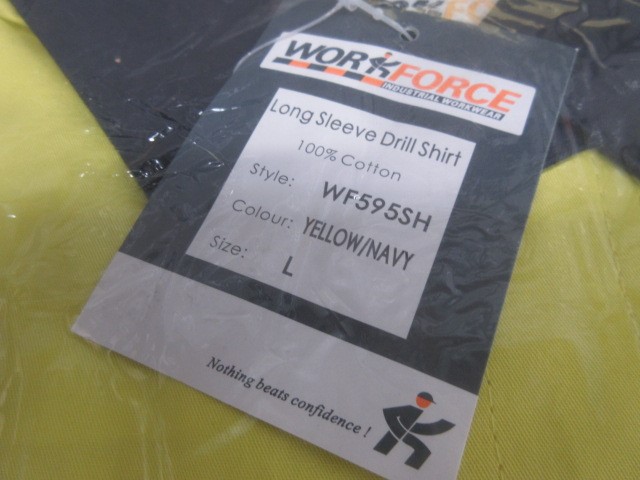 WORKFORCE
INDUSTRIAL WORKWEAR
Long Sleeve Drill Shirt
100% Cotton
Style: WF595SH
Colour: YELLOW/NAVY
Size: L
Nothing beats confidence !